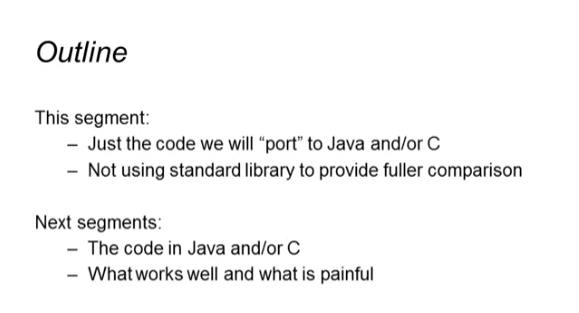 Outline
This segment:
– Just the code we will “port” to Java and/or C
– Not using standard library to provide fuller comparison
Next segments:
– The code in Java and/or C
– What works well and what is painful